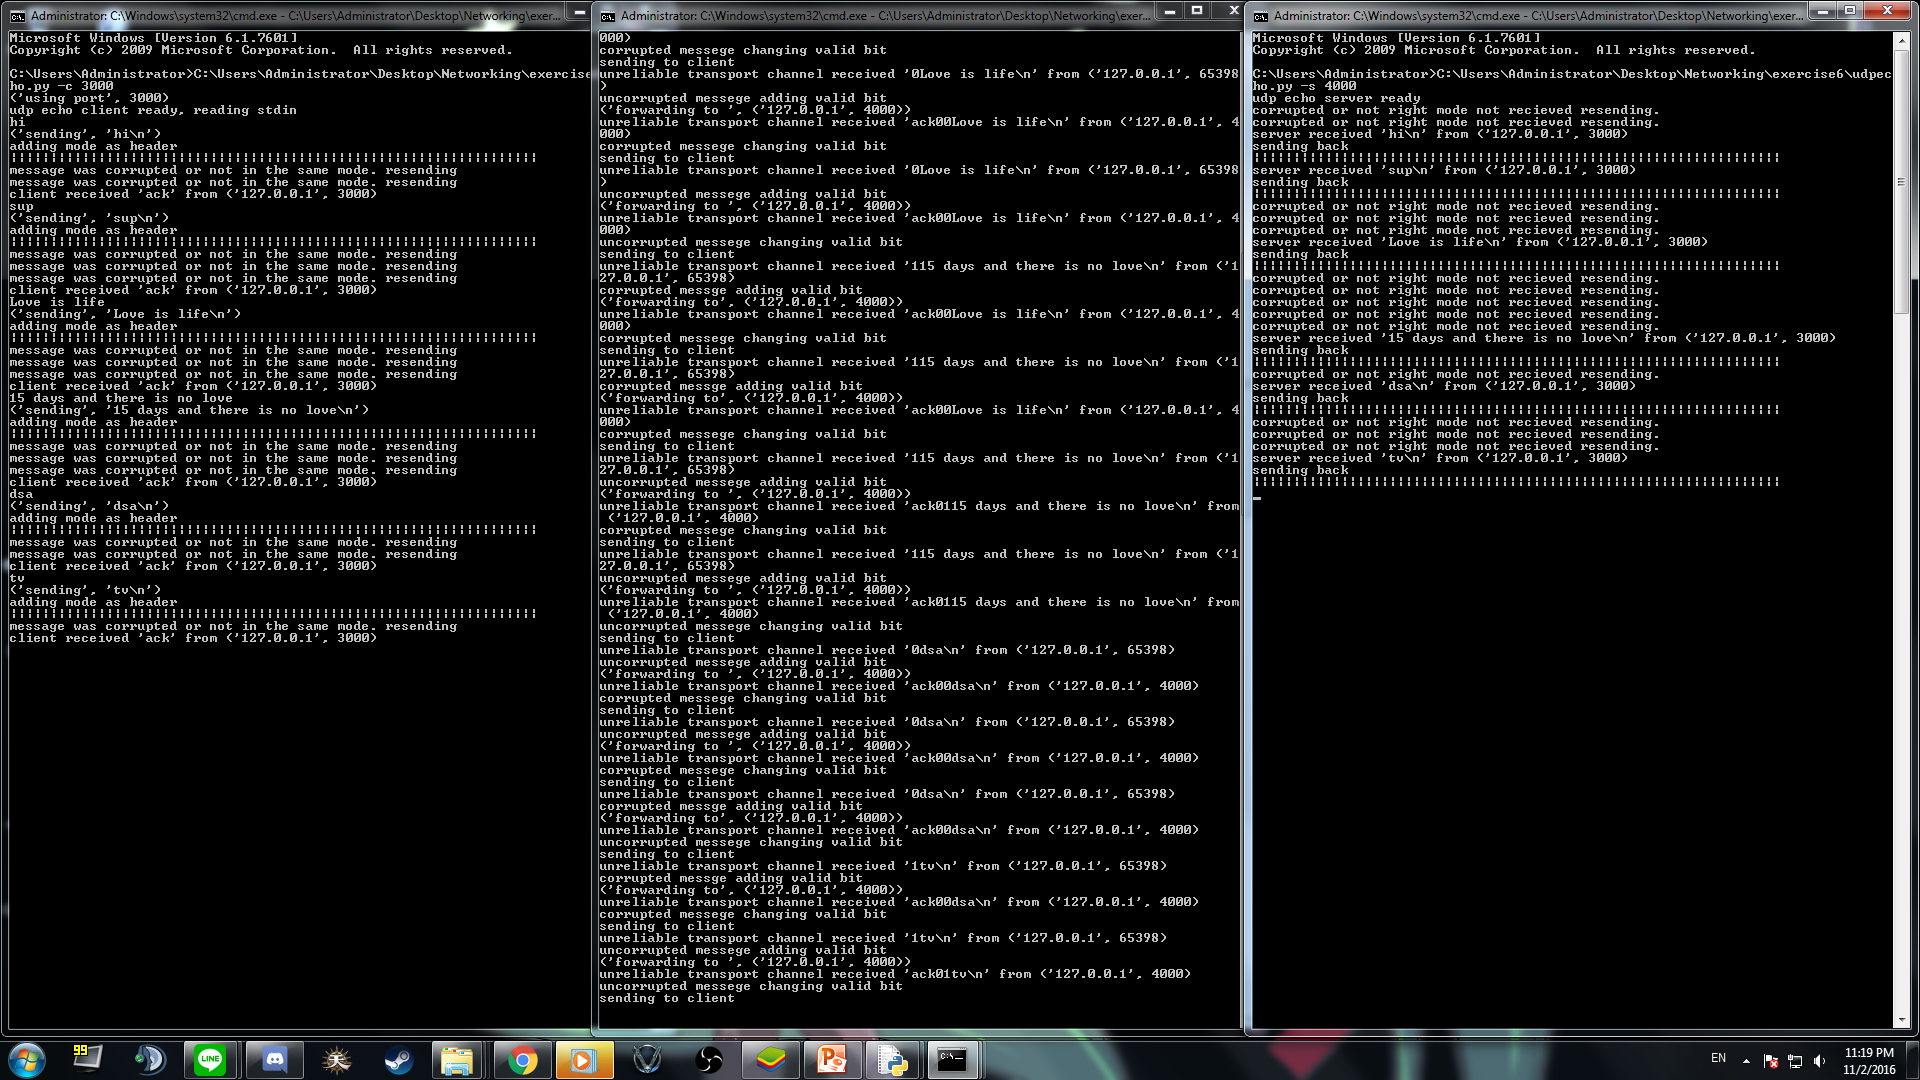 Administrator: C:\Windows\system32\cmd.exe - C:\Users\Administrator\Desktop\Networking\exer...
Microsoft Windows [Version 6.1.7601]
Copyright (c) 2009 Microsoft Corporation.  All rights reserved.
C:\Users\Administrator>C:\Users\Administrator\Desktop\Networking\exercise
ho.py -c 3000
('using port', 3000)
udp echo client ready, reading stdin
hi
('sending', 'hi\n')
adding mode as header
message was corrupted or not in the same mode. resending
message was corrupted or not in the same mode. resending
client received 'ack' from ('127.0.0.1', 3000)
sup
('sending', 'sup\n')
adding mode as header
message was corrupted or not in the same mode. resending
message was corrupted or not in the same mode. resending
message was corrupted or not in the same mode. resending
client received 'ack' from ('127.0.0.1', 3000)
Love is life
('sending', 'Love is life\n')
adding mode as header
message was corrupted or not in the same mode. resending
message was corrupted or not in the same mode. resending
message was corrupted or not in the same mode. resending
client received 'ack' from ('127.0.0.1', 3000)
15 days and there is no love
('sending', '15 days and there is no love\n')
adding mode as header
message was corrupted or not in the same mode. resending
message was corrupted or not in the same mode. resending
message was corrupted or not in the same mode. resending
client received 'ack' from ('127.0.0.1', 3000)
dsa
('sending', 'dsa\n')
adding mode as header
message was corrupted or not in the same mode. resending
message was corrupted or not in the same mode. resending
client received 'ack' from ('127.0.0.1', 3000)
tv
('sending', 'tv\n')
adding mode as header
message was corrupted or not in the same mode. resending
client received 'ack' from ('127.0.0.1', 3000)
Administrator: C:\Windows\system32\cmd.exe - C:\Users\Administrator\Desktop\Networking\exer...
000)
corrupted messege changing valid bit
sending to client
unreliable transport channel received '0Love is life\n' from ('127.0.0.1', 65398
)
uncorrupted messege adding valid bit
('forwarding to ', ('127.0.0.1', 4000))
unreliable transport channel received 'ack00Love is life\n' from ('127.0.0.1', 4
000)
corrupted messege changing valid bit
sending to client
unreliable transport channel received '0Love is life\n' from ('127.0.0.1', 65398
)
uncorrupted messege adding valid bit
('forwarding to ', ('127.0.0.1', 4000))
unreliable transport channel received 'ack00Love is life\n' from ('127.0.0.1', 4
000)
uncorrupted messege changing valid bit
sending to client
unreliable transport channel received '115 days and there is no love\n' from ('1
27.0.0.1', 65398)
corrupted messge adding valid bit
('forwarding to', ('127.0.0.1', 4000))
unreliable transport channel received 'ack00Love is life\n' from ('127.0.0.1', 4
000)
corrupted messege changing valid bit
sending to client
unreliable transport channel received '115 days and there is no love\n' from ('1
27.0.0.1', 65398)
corrupted messge adding valid bit
('forwarding to', ('127.0.0.1', 4000))
unreliable transport channel received 'ack00Love is life\n' from ('127.0.0.1', 4
000)
corrupted messege changing valid bit
sending to client
unreliable transport channel received '115 days and there is no love\n' from ('1
27.0.0.1', 65398)
uncorrupted messege adding valid bit
('forwarding to ', ('127.0.0.1', 4000))
unreliable transport channel received 'ack0115 days and there is no love\n' from
 ('127.0.0.1', 4000)
corrupted messege changing valid bit
sending to client
unreliable transport channel received '115 days and there is no love\n' from ('1
27.0.0.1', 65398)
uncorrupted messege adding valid bit
('forwarding to ', ('127.0.0.1', 4000))
unreliable transport channel received 'ack0115 days and there is no love\n' from
 ('127.0.0.1', 4000)
uncorrupted messege changing valid bit
sending to client
unreliable transport channel received '0dsa\n' from ('127.0.0.1', 65398)
uncorrupted messege adding valid bit
('forwarding to ', ('127.0.0.1', 4000))
unreliable transport channel received 'ack00dsa\n' from ('127.0.0.1', 4000)
corrupted messege changing valid bit
sending to client
unreliable transport channel received '0dsa\n' from ('127.0.0.1', 65398)
uncorrupted messege adding valid bit
('forwarding to ', ('127.0.0.1', 4000))
unreliable transport channel received 'ack00dsa\n' from ('127.0.0.1', 4000)
corrupted messege changing valid bit
sending to client
unreliable transport channel received '0dsa\n' from ('127.0.0.1', 65398)
corrupted messge adding valid bit
('forwarding to', ('127.0.0.1', 4000))
unreliable transport channel received 'ack00dsa\n' from ('127.0.0.1', 4000)
uncorrupted messege changing valid bit
sending to client
unreliable transport channel received '1tv\n' from ('127.0.0.1', 65398)
corrupted messge adding valid bit
('forwarding to', ('127.0.0.1', 4000))
unreliable transport channel received 'ack00dsa\n' from ('127.0.0.1', 4000)
corrupted messege changing valid bit
sending to client
unreliable transport channel received '1tv\n' from ('127.0.0.1', 65398)
uncorrupted messege adding valid bit
('forwarding to ', ('127.0.0.1', 4000))
unreliable transport channel received 'ack01tv\n' from ('127.0.0.1', 4000)
uncorrupted messege changing valid bit
sending to client
Administrator: C:\Windows\system32\cmd.exe - C:\Users\Administrator\Desktop\Networking\exer...
Microsoft Windows [Version 6.1.7601]
Copyright (c) 2009 Microsoft Corporation.  All rights reserved.
C:\Users\Administrator>C:\Users\Administrator\Desktop\Networking\exercise6\udpec
ho.py -s 4000
udp echo server ready
corrupted or not right mode not recieved resending.
corrupted or not right mode not recieved resending.
server received 'hi\n' from ('127.0.0.1', 3000)
sending back
server received 'sup\n' from ('127.0.0.1', 3000)
sending back
corrupted or not right mode not recieved resending.
corrupted or not right mode not recieved resending.
corrupted or not right mode not recieved resending.
server received 'Love is life\n' from ('127.0.0.1', 3000)
sending back
corrupted or not right mode not recieved resending.
corrupted or not right mode not recieved resending.
corrupted or not right mode not recieved resending.
corrupted or not right mode not recieved resending.
corrupted or not right mode not recieved resending.
server received '15 days and there is no love\n' from ('127.0.0.1', 3000)
sending back
corrupted or not right mode not recieved resending.
server received 'dsa\n' from ('127.0.0.1', 3000)
sending back
corrupted or not right mode not recieved resending.
corrupted or not right mode not recieved resending.
corrupted or not right mode not recieved resending.
server received 'tv\n' from ('127.0.0.1', 3000)
sending back
99
LINE
EN
11:19 PM
11/2/2016